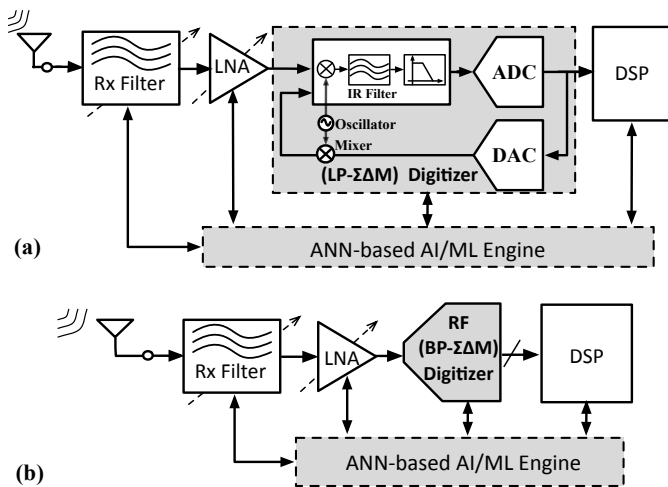 Rx Filter
LNA
IR Filter
Oscillator
Mixer
ADC
DAC
(LP-ΣΔM) Digitizer
DSP
ANN-based AI/ML Engine
(a)
Rx Filter
LNA
RF
(BP-ΣΔM)
Digitizer
DSP
ANN-based AI/ML Engine
(b)